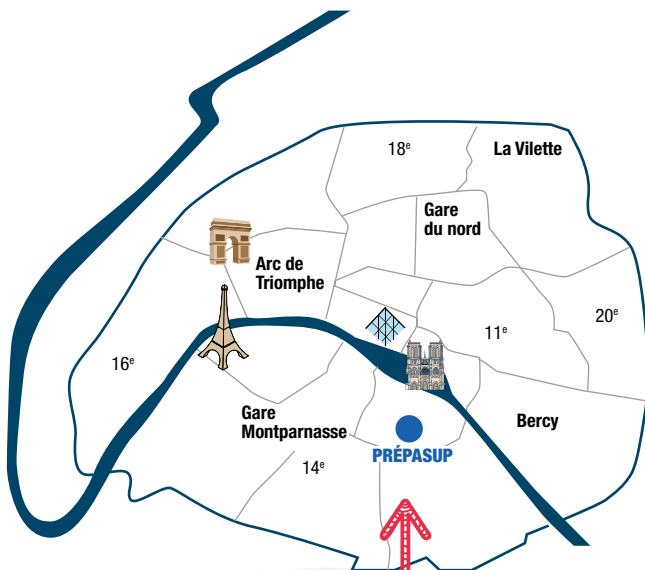 18e
La Vilette
Gare
du nord
Arc de
Triomphe
20e
11e
16e
Gare
Montparnasse
Bercy
PRÉPASUP
14e